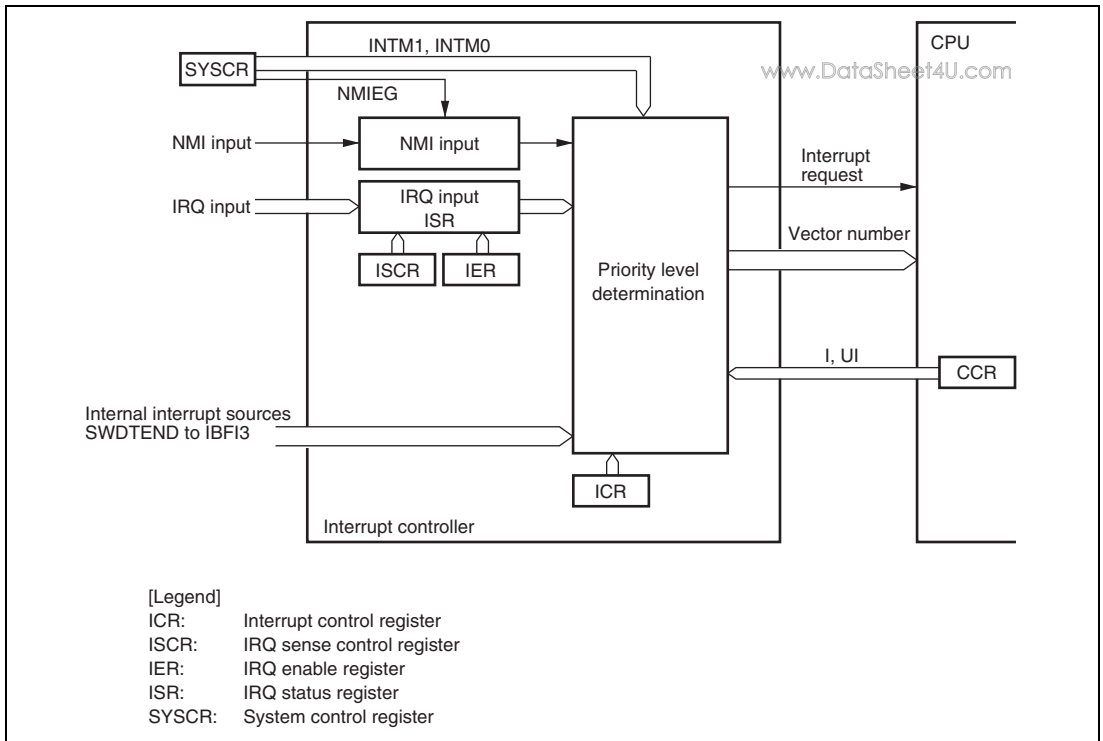 INTM1, INTM0
CPU
SYSCR
www.DataSheet4U.com
NMIEG
NMI input
NMI input
Interrupt
request
IRQ input
IRQ input
ISR
Vector number
ISCR
IER
Priority level
determination
I, UI
CCR
Internal interrupt sources
SWDTEND to IBFI3
ICR
Interrupt controller
[Legend]
ICR: Interrupt control register
ISCR: IRQ sense control register
IER: IRQ enable register
ISR: IRQ status register
SYSCR: System control register